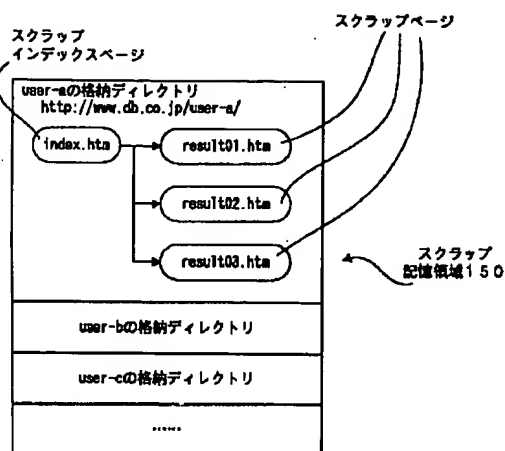 スクラップ
インデックスページ
スクラップページ
user-aの格納ディレクトリ
http://www.db.co.jp/user-a/
index.htm
result01.htm
result02.htm
result03.htm
スクラップ
記憶領域150
user-bの格納ディレクトリ
user-cの格納ディレクトリ
……